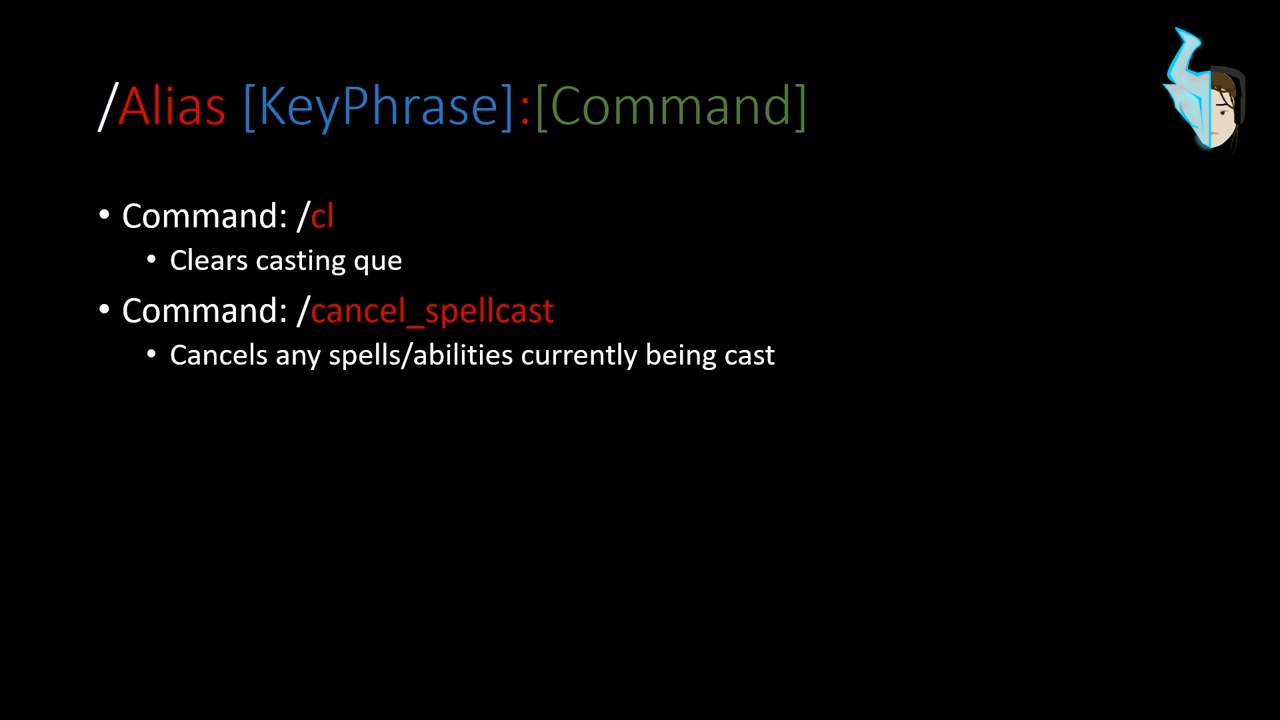 /Alias [KeyPhrase]:[Command]
• Command: /cl
• Clears casting que
• Command: /cancel_spellcast
• Cancels any spells/abilities currently being cast